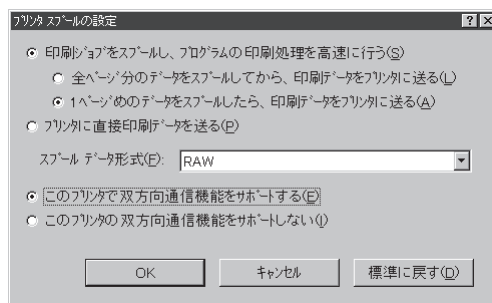 プリンタ スプールの設定
印刷ジョブをスプールし、プログラムの印刷処理を高速に行う(S)
全ページ分のデータをスプールしてから、印刷データをプリンタに送る(L)
1ページめのデータをスプールしたら、印刷データをプリンタに送る(A)
プリンタに直接印刷データを送る(P)
スプール データ形式(F): RAW
このプリンタで双方向通信機能をサポートする(E)
このプリンタの双方向通信機能をサポートしない(I)
OK キャンセル 標準に戻す(D)